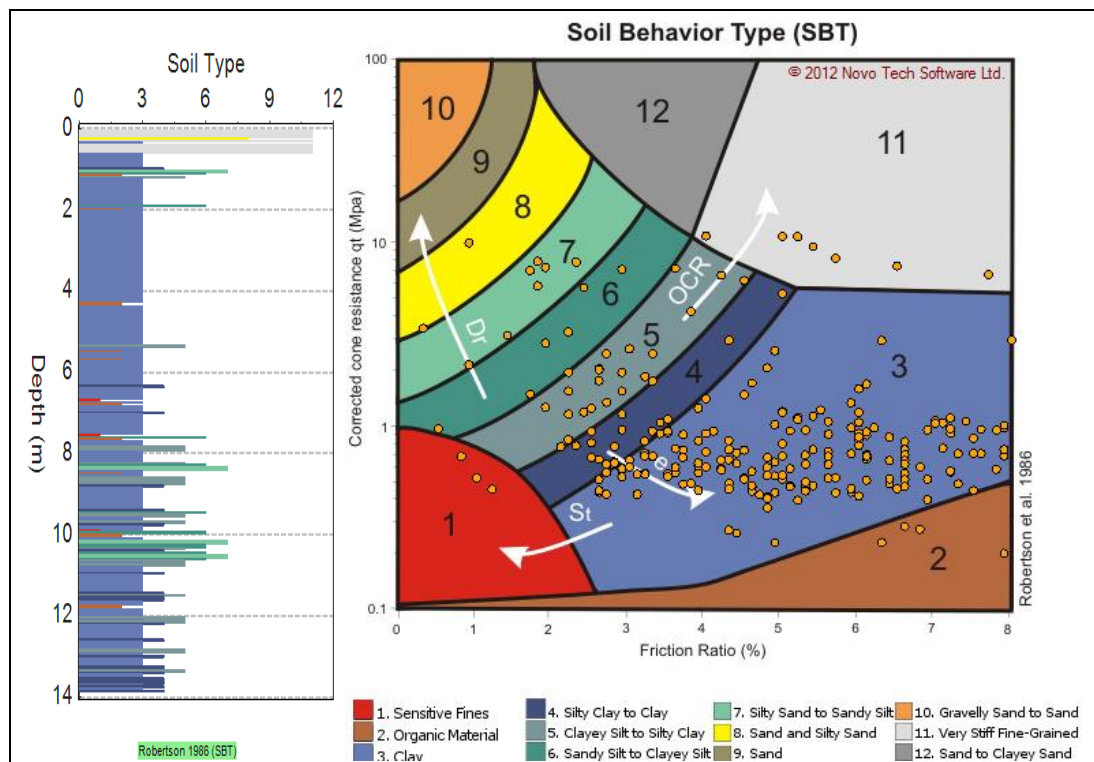 Soil Type
0 3 6 9 12
0
2
4
6
8
10
12
14
Depth (m)
Robertson 1986 (SBT)
Soil Behavior Type (SBT)
© 2012 Novo Tech Software Ltd.
100
10
1
0.1
Corrected cone resistance qt (Mpa)
10
9
8
7
6
5
4
12
11
3
1
2
Dr
OCR
e
St
0 1 2 3 4 5 6 7 8
Friction Ratio (%)
Robertson et al. 1986
1. Sensitive Fines
2. Organic Material
3. Clay
4. Silty Clay to Clay
5. Clayey Silt to Silty Clay
6. Sandy Silt to Clayey Silt
7. Silty Sand to Sandy Silt
8. Sand and Silty Sand
9. Sand
10. Gravelly Sand to Sand
11. Very Stiff Fine-Grained
12. Sand to Clayey Sand